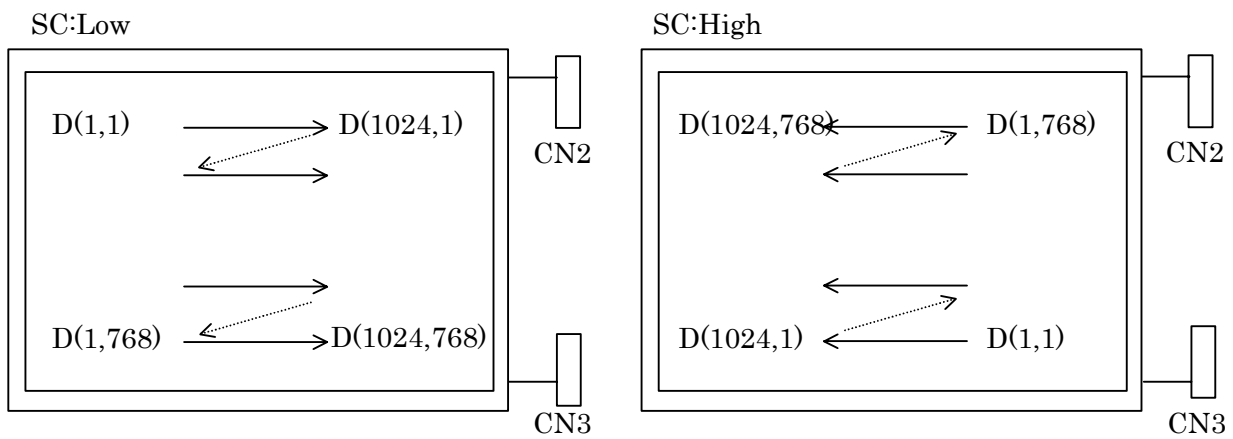 SC:Low
D(1,1)
D(1024,1)
D(1,768)
D(1024,768)
CN2
CN3
SC:High
D(1024,768)
D(1,768)
D(1024,1)
D(1,1)
CN2
CN3